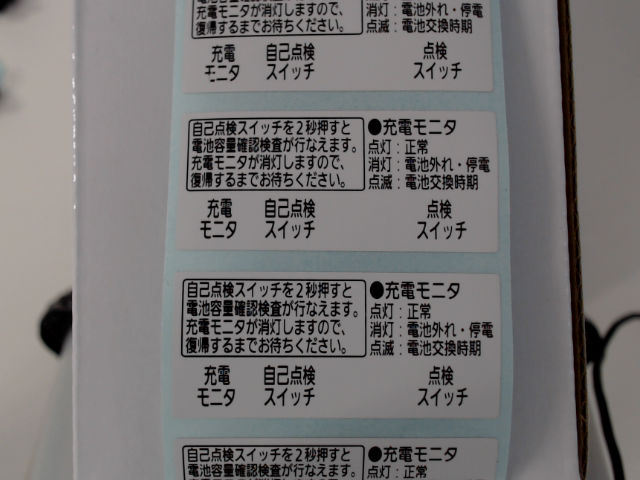 充電モニタが消灯しますので、
復帰するまでお待ちください。
消灯：電池外れ・停電
点滅：電池交換時期
充電
モニタ
自己点検
スイッチ
点検
スイッチ
自己点検スイッチを2秒押すと
電池容量確認検査が行なえます。
充電モニタが消灯しますので、
復帰するまでお待ちください。
●充電モニタ
点灯：正常
消灯：電池外れ・停電
点滅：電池交換時期
充電
モニタ
自己点検
スイッチ
点検
スイッチ
自己点検スイッチを2秒押すと
電池容量確認検査が行なえます。
充電モニタが消灯しますので、
復帰するまでお待ちください。
●充電モニタ
点灯：正常
消灯：電池外れ・停電
点滅：電池交換時期
充電
モニタ
自己点検
スイッチ
点検
スイッチ
自己点検スイッチを2秒押すと
電池容量確認検査が行なえます。
●充電モニタ
点灯：正常